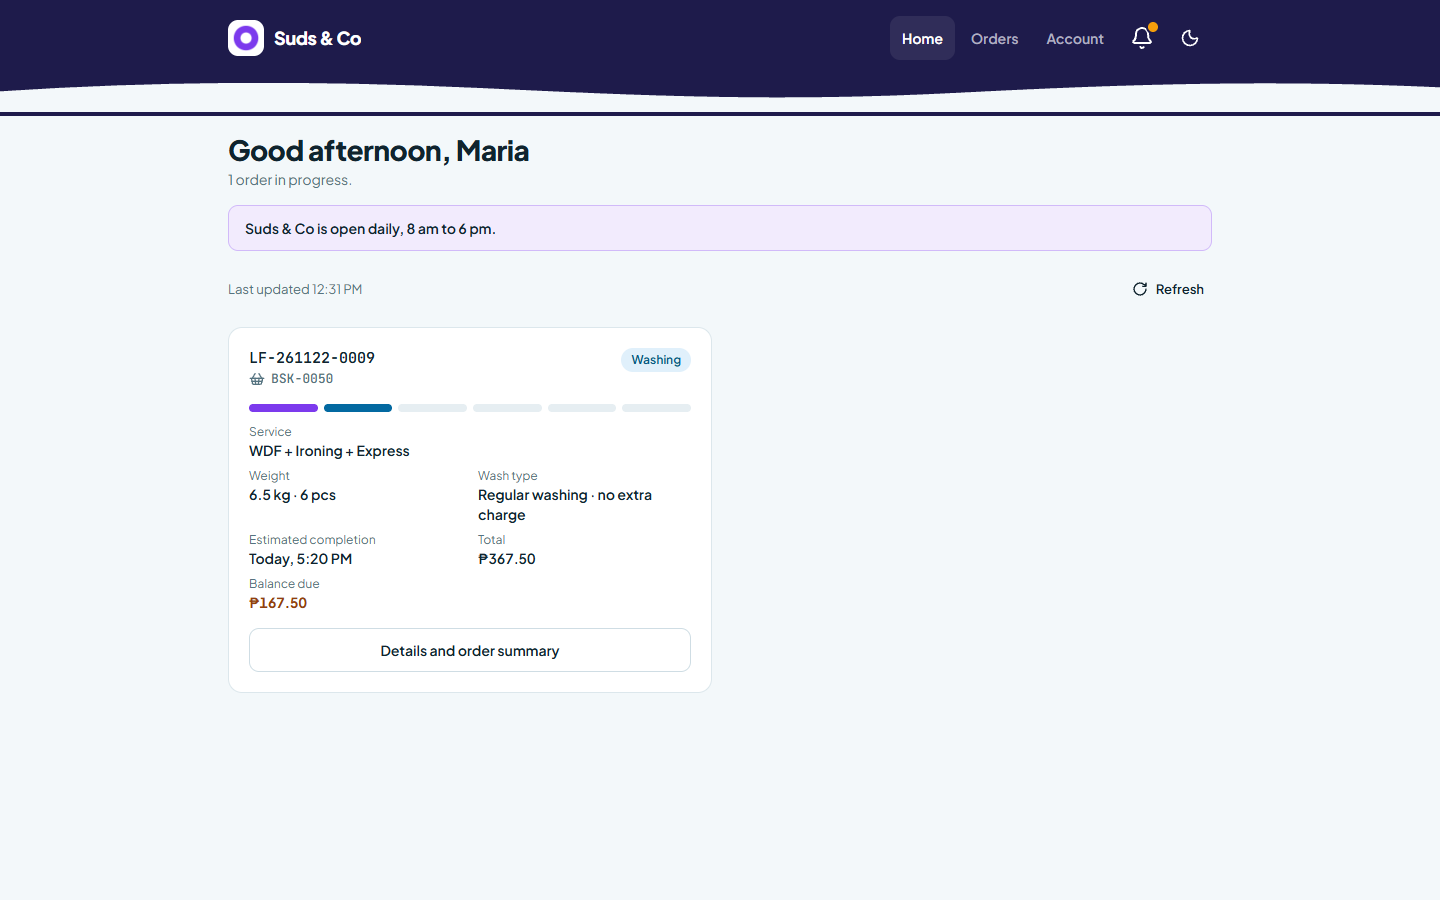 Suds & Co
Home
Orders
Account
Good afternoon, Maria
1 order in progress.
Suds & Co is open daily, 8 am to 6 pm.
Last updated 12:31 PM
Refresh
LF-261122-0009
Washing
BSK-0050
Service
WDF + Ironing + Express
Weight
Wash type
6.5 kg · 6 pcs
Regular washing · no extra
charge
Estimated completion
Total
Today, 5:20 PM
₱367.50
Balance due
₱167.50
Details and order summary